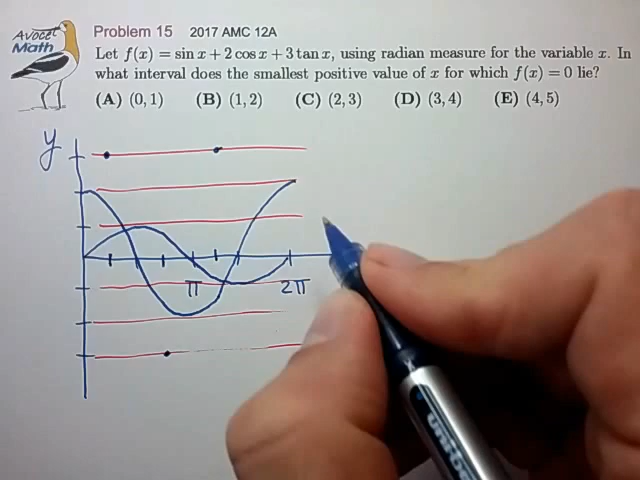 Avocet
Math
Problem 15 2017 AMC 12A
Let f(x) = sin x + 2 cos x + 3 tan x, using radian measure for the variable x. In
what interval does the smallest positive value of x for which f(x) = 0 lie?
(A) (0, 1) (B) (1, 2) (C) (2, 3) (D) (3, 4) (E) (4, 5)
y
π 2π